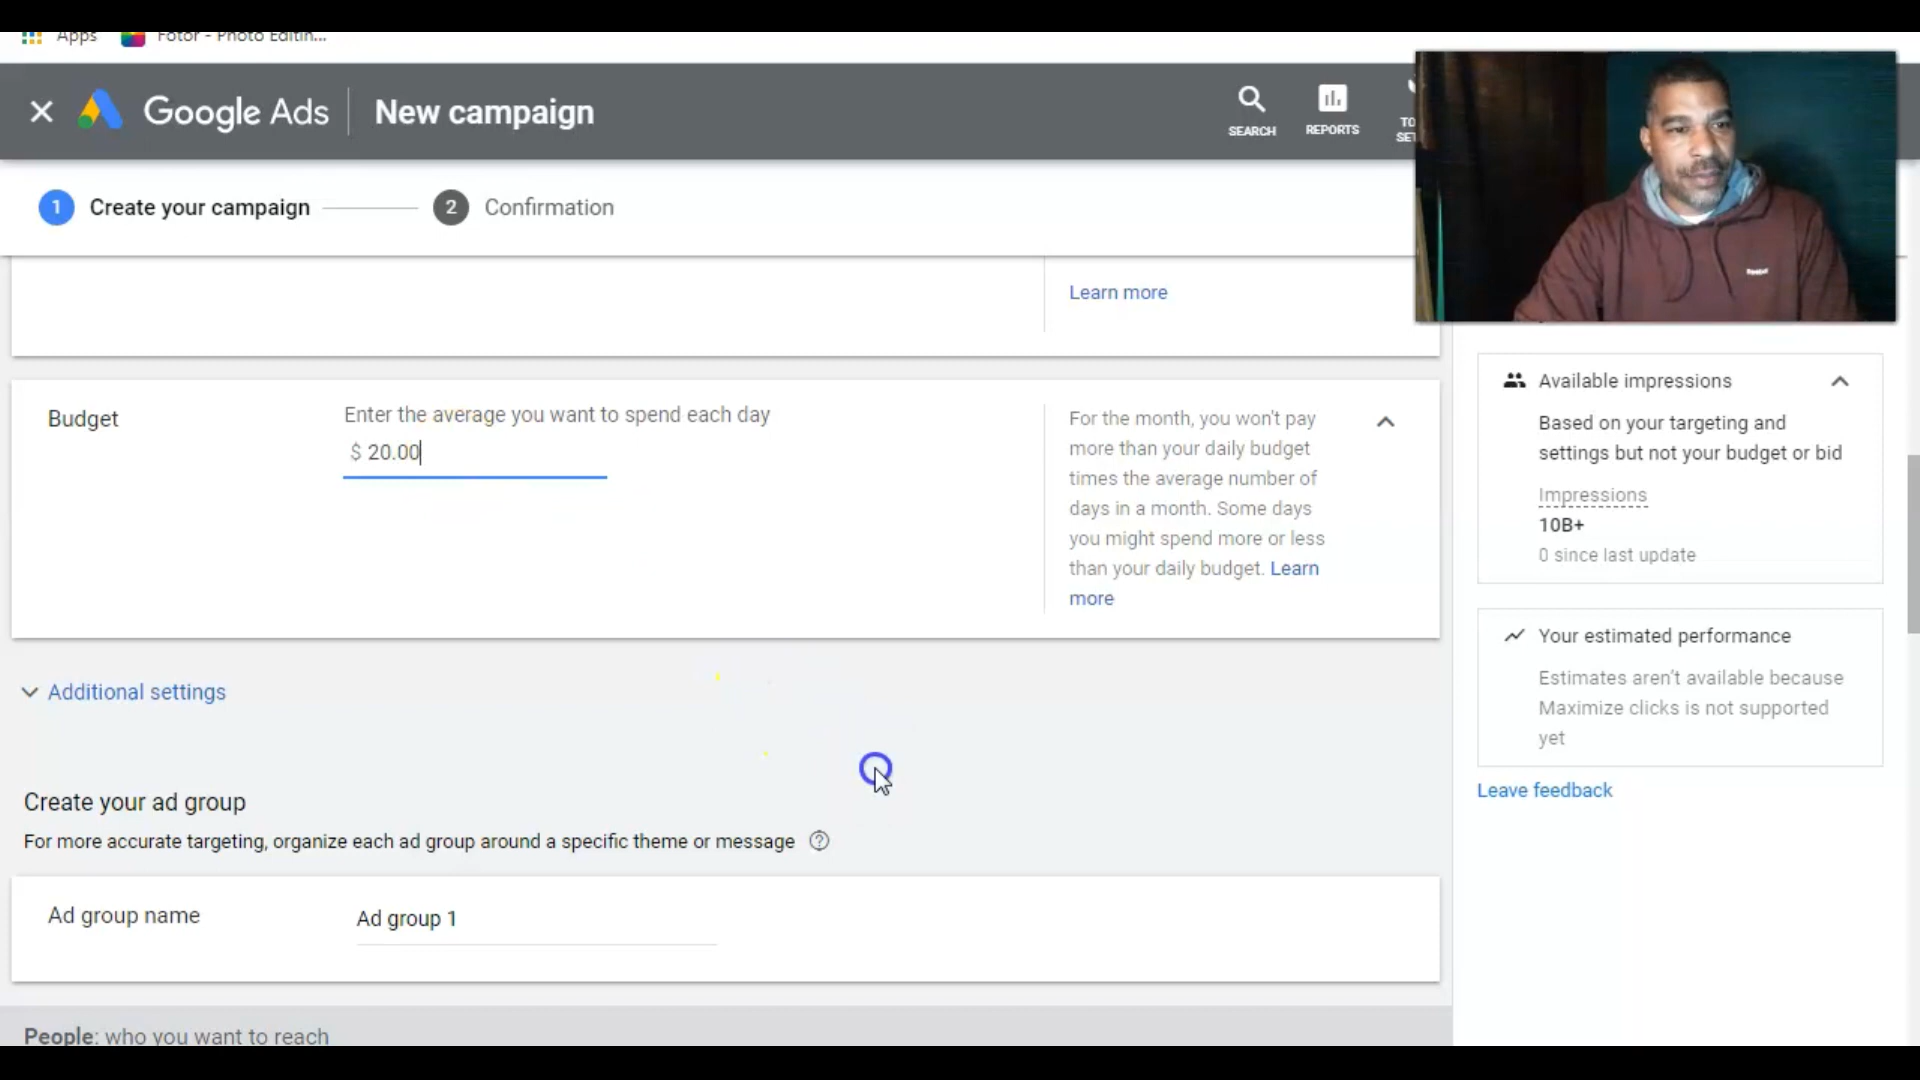 Apps Fotor - Photo Editin...
Google Ads New campaign
SEARCH
REPORTS
1 Create your campaign
2 Confirmation
Learn more
Budget
Enter the average you want to spend each day
$ 20.00
For the month, you won't pay
more than your daily budget
times the average number of
days in a month. Some days
you might spend more or less
than your daily budget. Learn
more
Available impressions
Based on your targeting and
settings but not your budget or bid
Impressions
10B+
0 since last update
Your estimated performance
Estimates aren't available because
Maximize clicks is not supported
yet
Leave feedback
Additional settings
Create your ad group
For more accurate targeting, organize each ad group around a specific theme or message
Ad group name
Ad group 1
People: who you want to reach